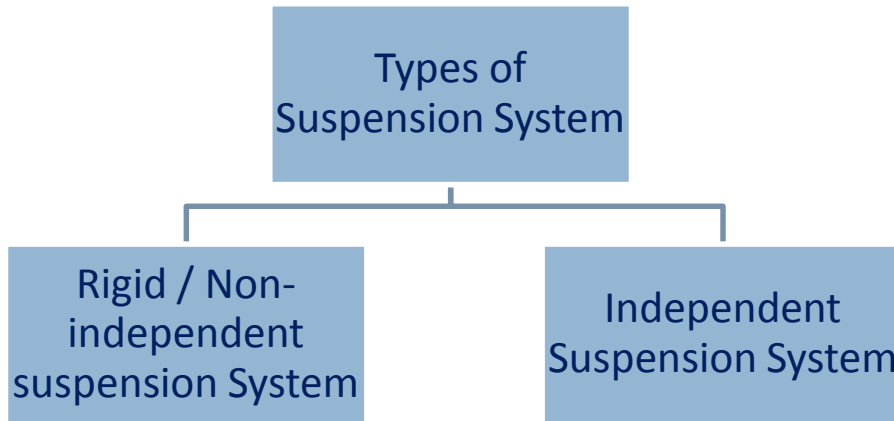 Types of
Suspension System
Rigid / Non-
independent
suspension System
Independent
Suspension System